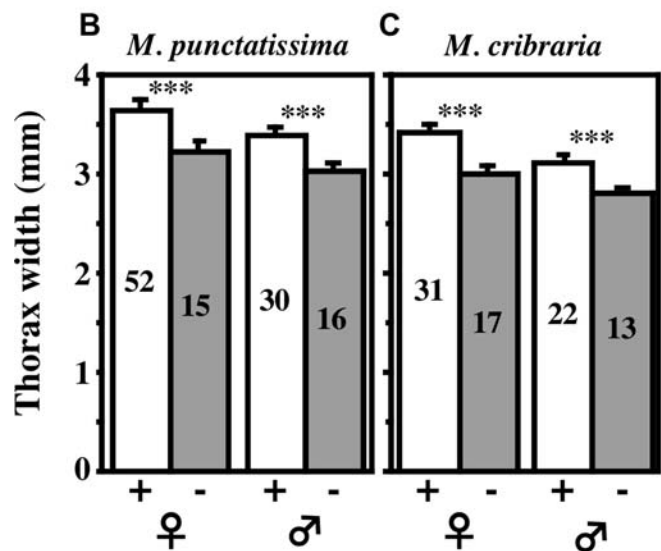 B
M. punctatissima
C
M. cribraria
Thorax width (mm)
4
3
2
1
0
***
***
***
***
52
15
30
16
31
17
22
13
+ - + - + - + -
♀ ♂ ♀ ♂